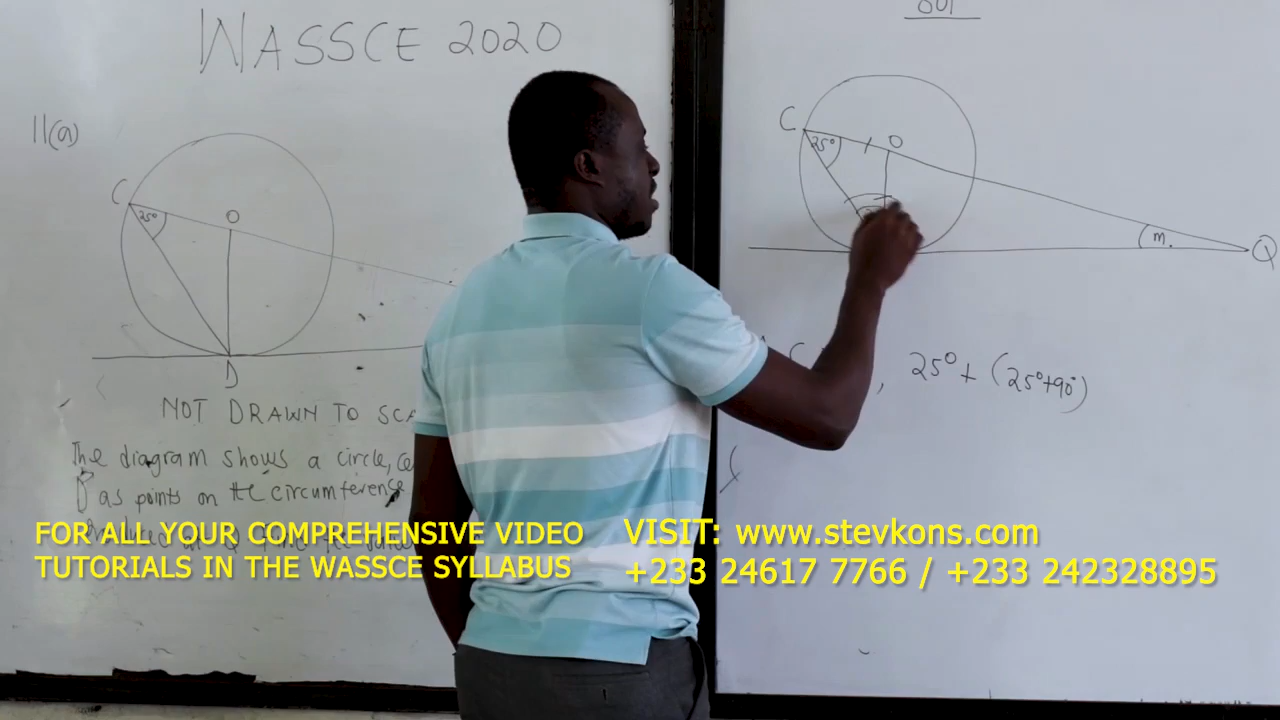 WASSCE 2020
11(a)
C
25°
O
D
NOT DRAWN TO SCA
The diagram shows a circle, ce
D as points on the circumference
C
25°
O
m.
Q
, 25° + (25°+90°)
FOR ALL YOUR COMPREHENSIVE VIDEO
TUTORIALS IN THE WASSCE SYLLABUS
VISIT: www.stevkons.com
+233 24617 7766 / +233 242328895